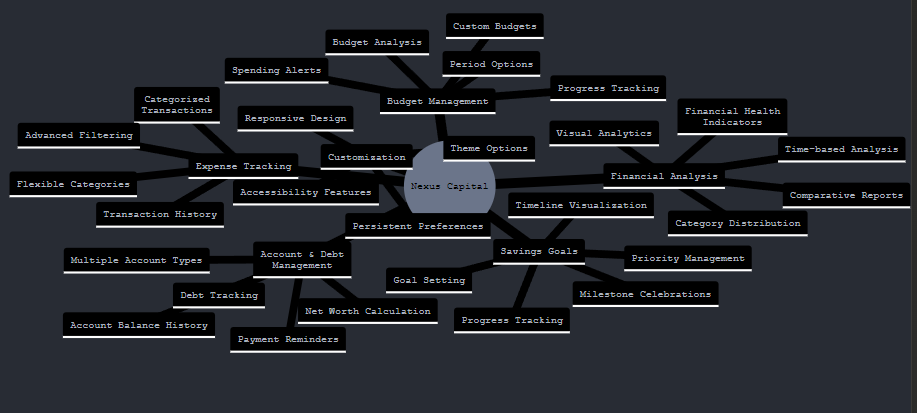 Custom Budgets
Budget Analysis
Period Options
Spending Alerts
Progress Tracking
Budget Management
Categorized
Transactions
Responsive Design
Financial Health
Indicators
Advanced Filtering
Visual Analytics
Theme Options
Time-based Analysis
Customization
Expense Tracking
Financial Analysis
Flexible Categories
Nexus Capital
Accessibility Features
Comparative Reports
Timeline Visualization
Transaction History
Category Distribution
Persistent Preferences
Savings Goals
Account & Debt
Management
Multiple Account Types
Priority Management
Goal Setting
Debt Tracking
Milestone Celebrations
Net Worth Calculation
Progress Tracking
Account Balance History
Payment Reminders